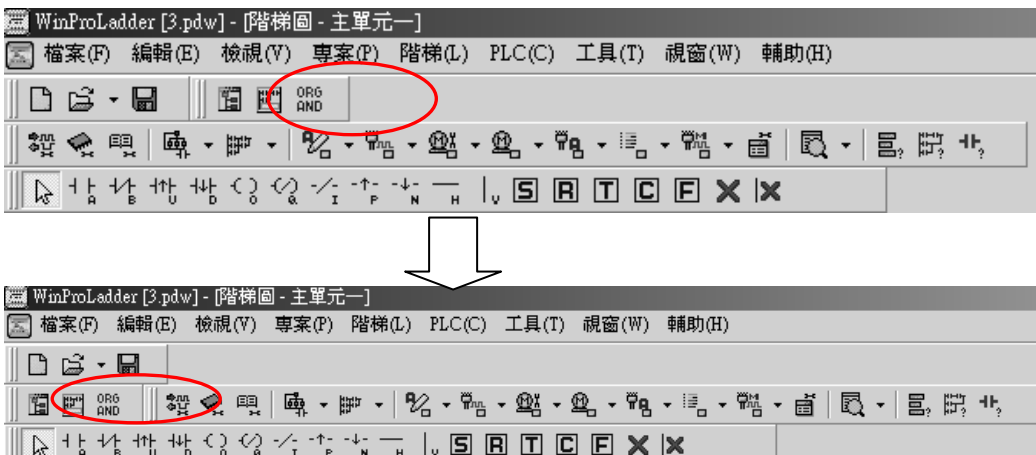 WinProLadder [3.pdw] - [階梯圖 - 主單元一]
檔案(F) 編輯(E) 檢視(V) 專案(P) 階梯(L) PLC(C) 工具(T) 視窗(W) 輔助(H)
ORG
AND
A B U D O Q I P N H V S R T C F
WinProLadder [3.pdw] - [階梯圖 - 主單元一]
檔案(F) 編輯(E) 檢視(V) 專案(P) 階梯(L) PLC(C) 工具(T) 視窗(W) 輔助(H)
ORG
AND
A B U D O Q I P N H V S R T C F